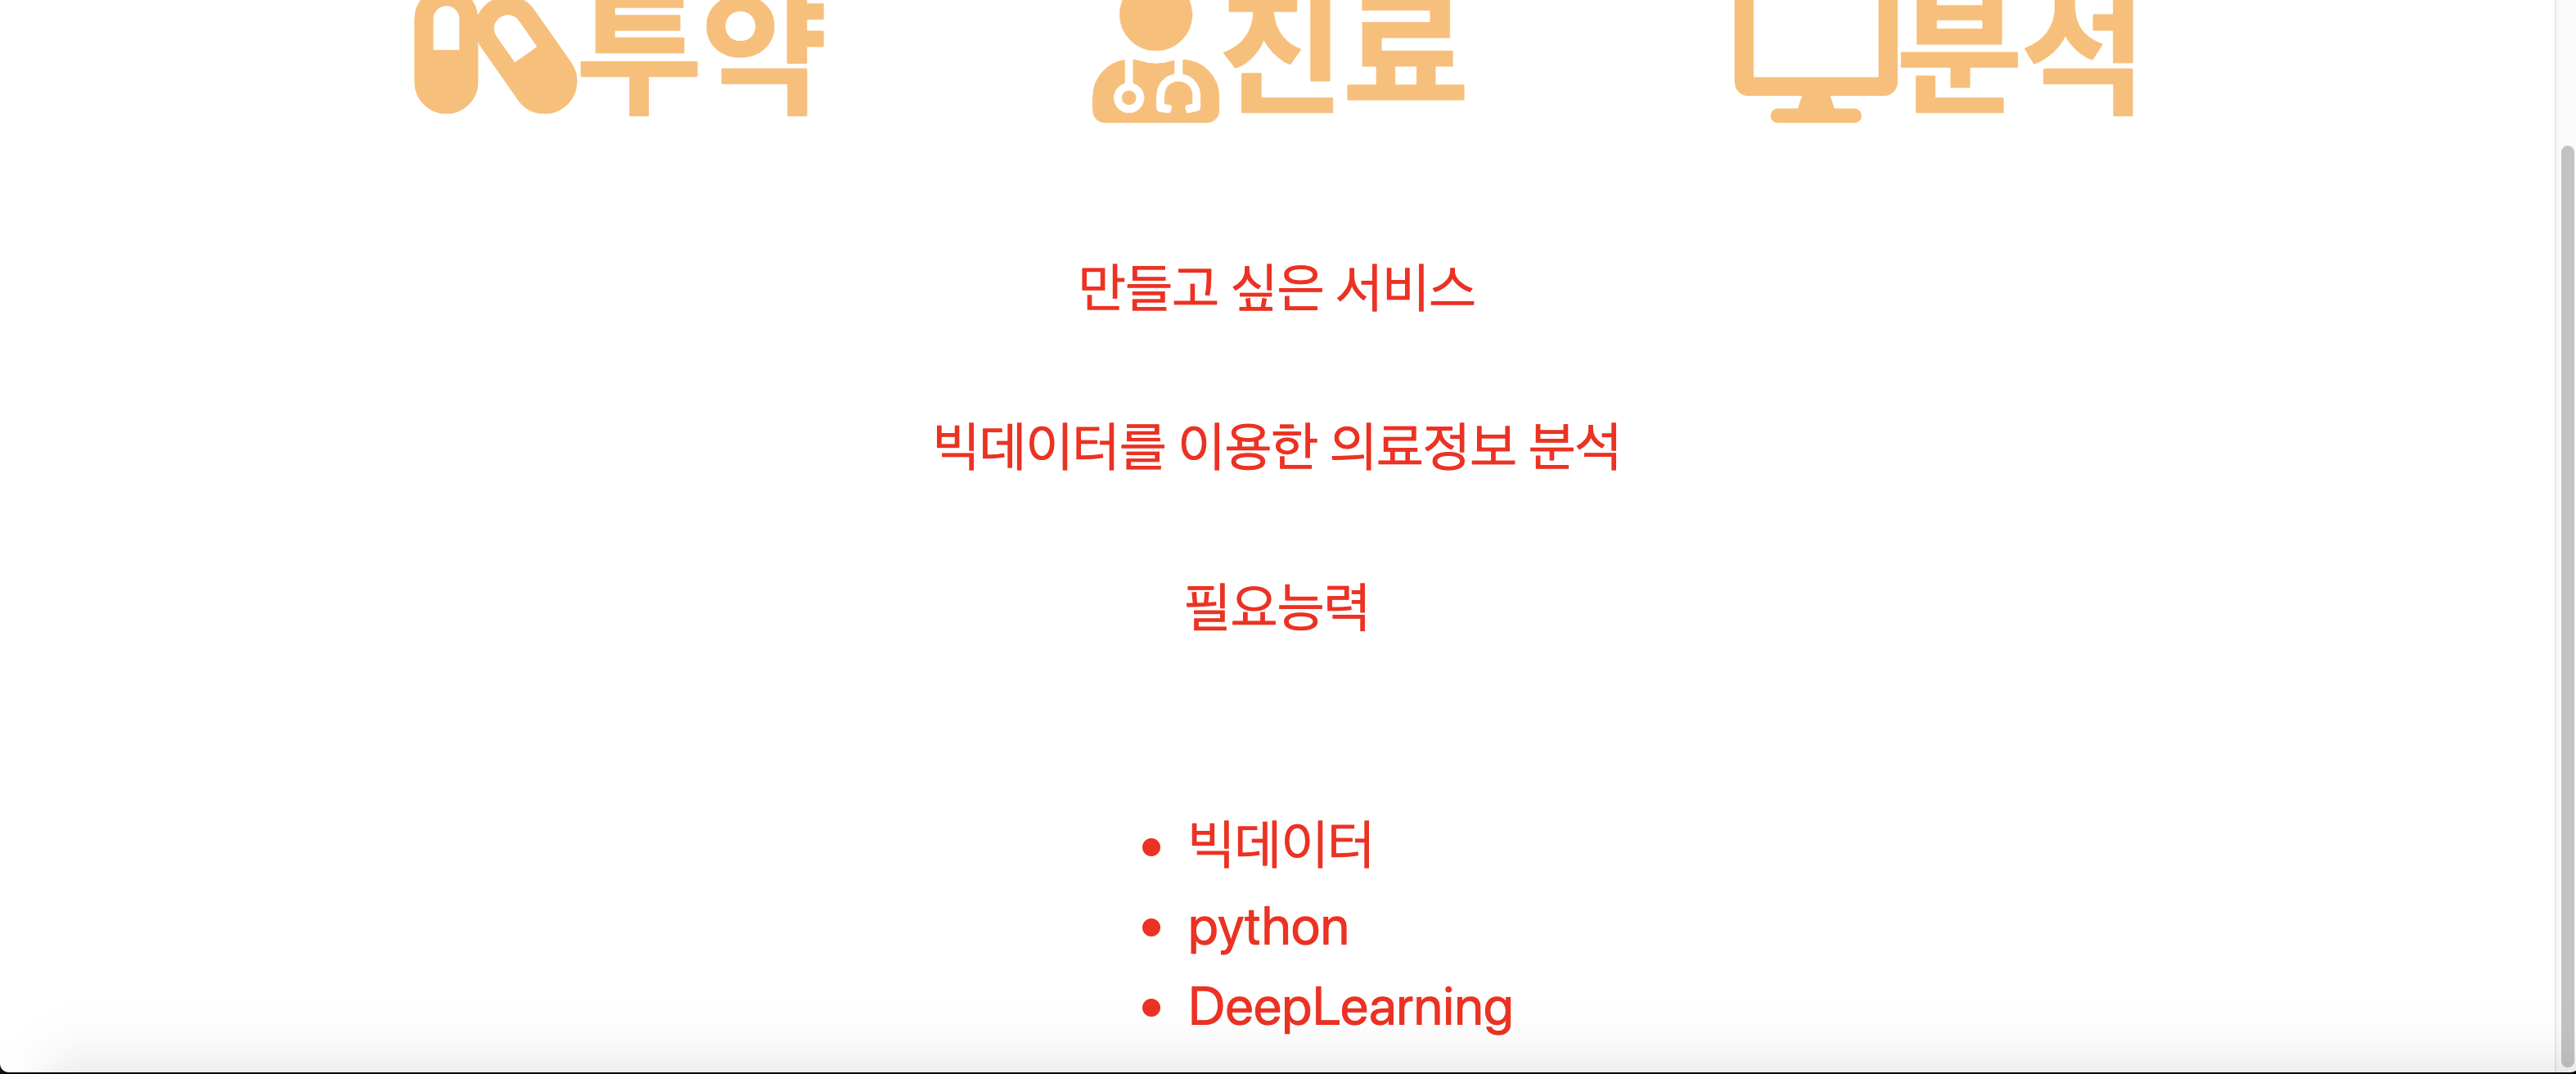 투약 진료 분석
만들고 싶은 서비스
빅데이터를 이용한 의료정보 분석
필요능력
빅데이터
python
DeepLearning